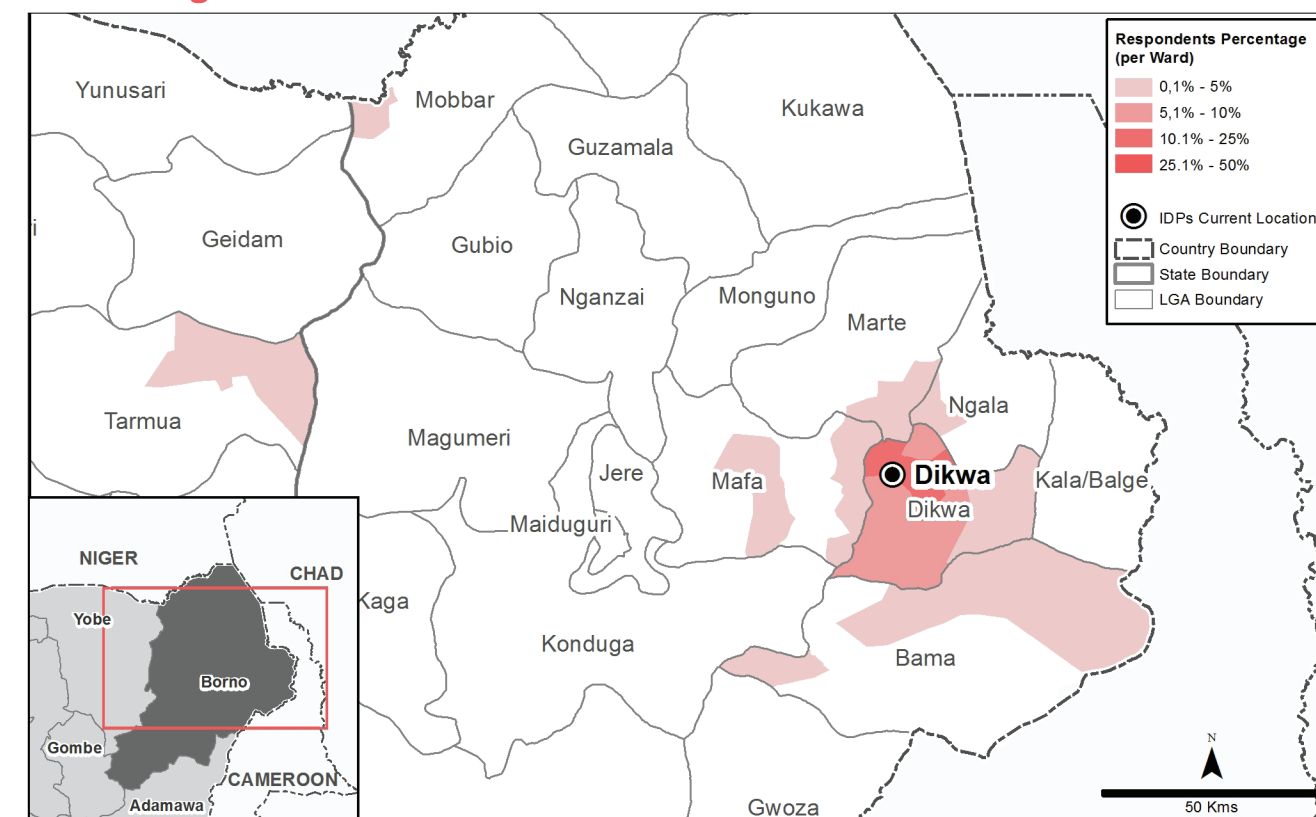 Yunusari
Mobbar
Kukawa
Guzamala
Geidam
Gubio
Nganzai
Monguno
Marte
Tarmua
Magumeri
Jere
Mafa
Ngala
Dikwa
Dikwa
Kala/Balge
Maiduguri
Kaga
Konduga
Bama
Gwoza
Respondents Percentage
(per Ward)
0,1% - 5%
5,1% - 10%
10.1% - 25%
25.1% - 50%
IDPs Current Location
Country Boundary
State Boundary
LGA Boundary
NIGER
CHAD
Yobe
Borno
Gombe
CAMEROON
Adamawa
N
50 Kms